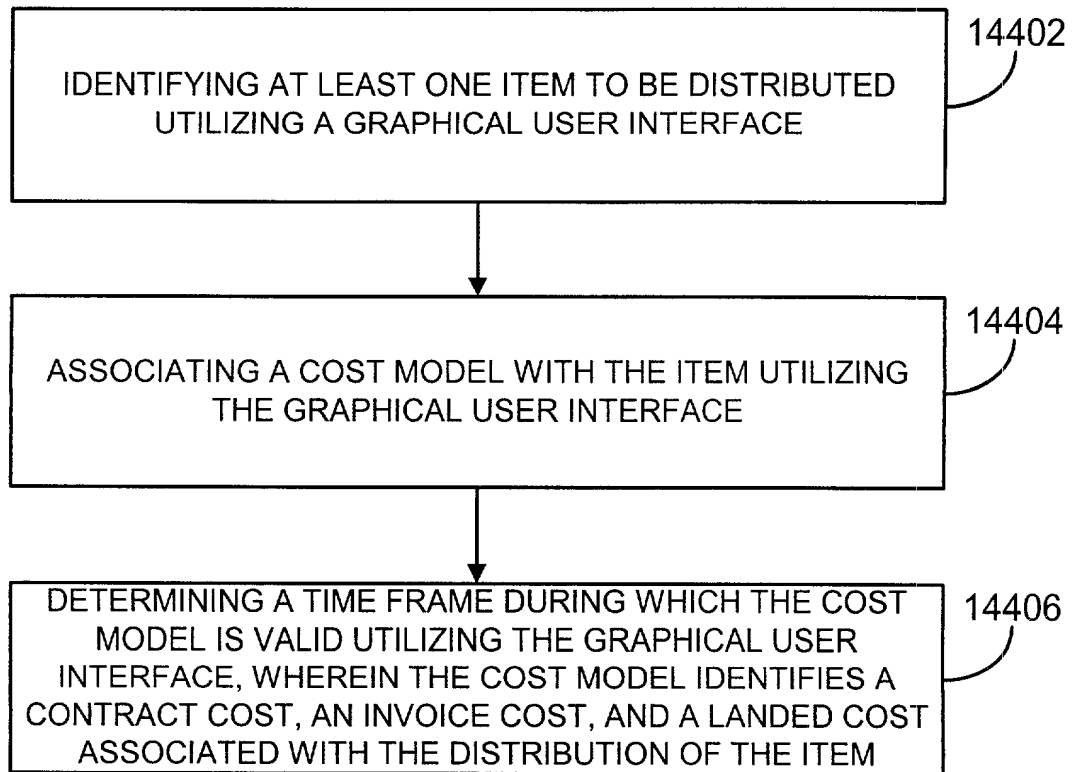 14402
IDENTIFYING AT LEAST ONE ITEM TO BE DISTRIBUTED
UTILIZING A GRAPHICAL USER INTERFACE
14404
ASSOCIATING A COST MODEL WITH THE ITEM UTILIZING
THE GRAPHICAL USER INTERFACE
14406
DETERMINING A TIME FRAME DURING WHICH THE COST
MODEL IS VALID UTILIZING THE GRAPHICAL USER
INTERFACE, WHEREIN THE COST MODEL IDENTIFIES A
CONTRACT COST, AN INVOICE COST, AND A LANDED COST
ASSOCIATED WITH THE DISTRIBUTION OF THE ITEM